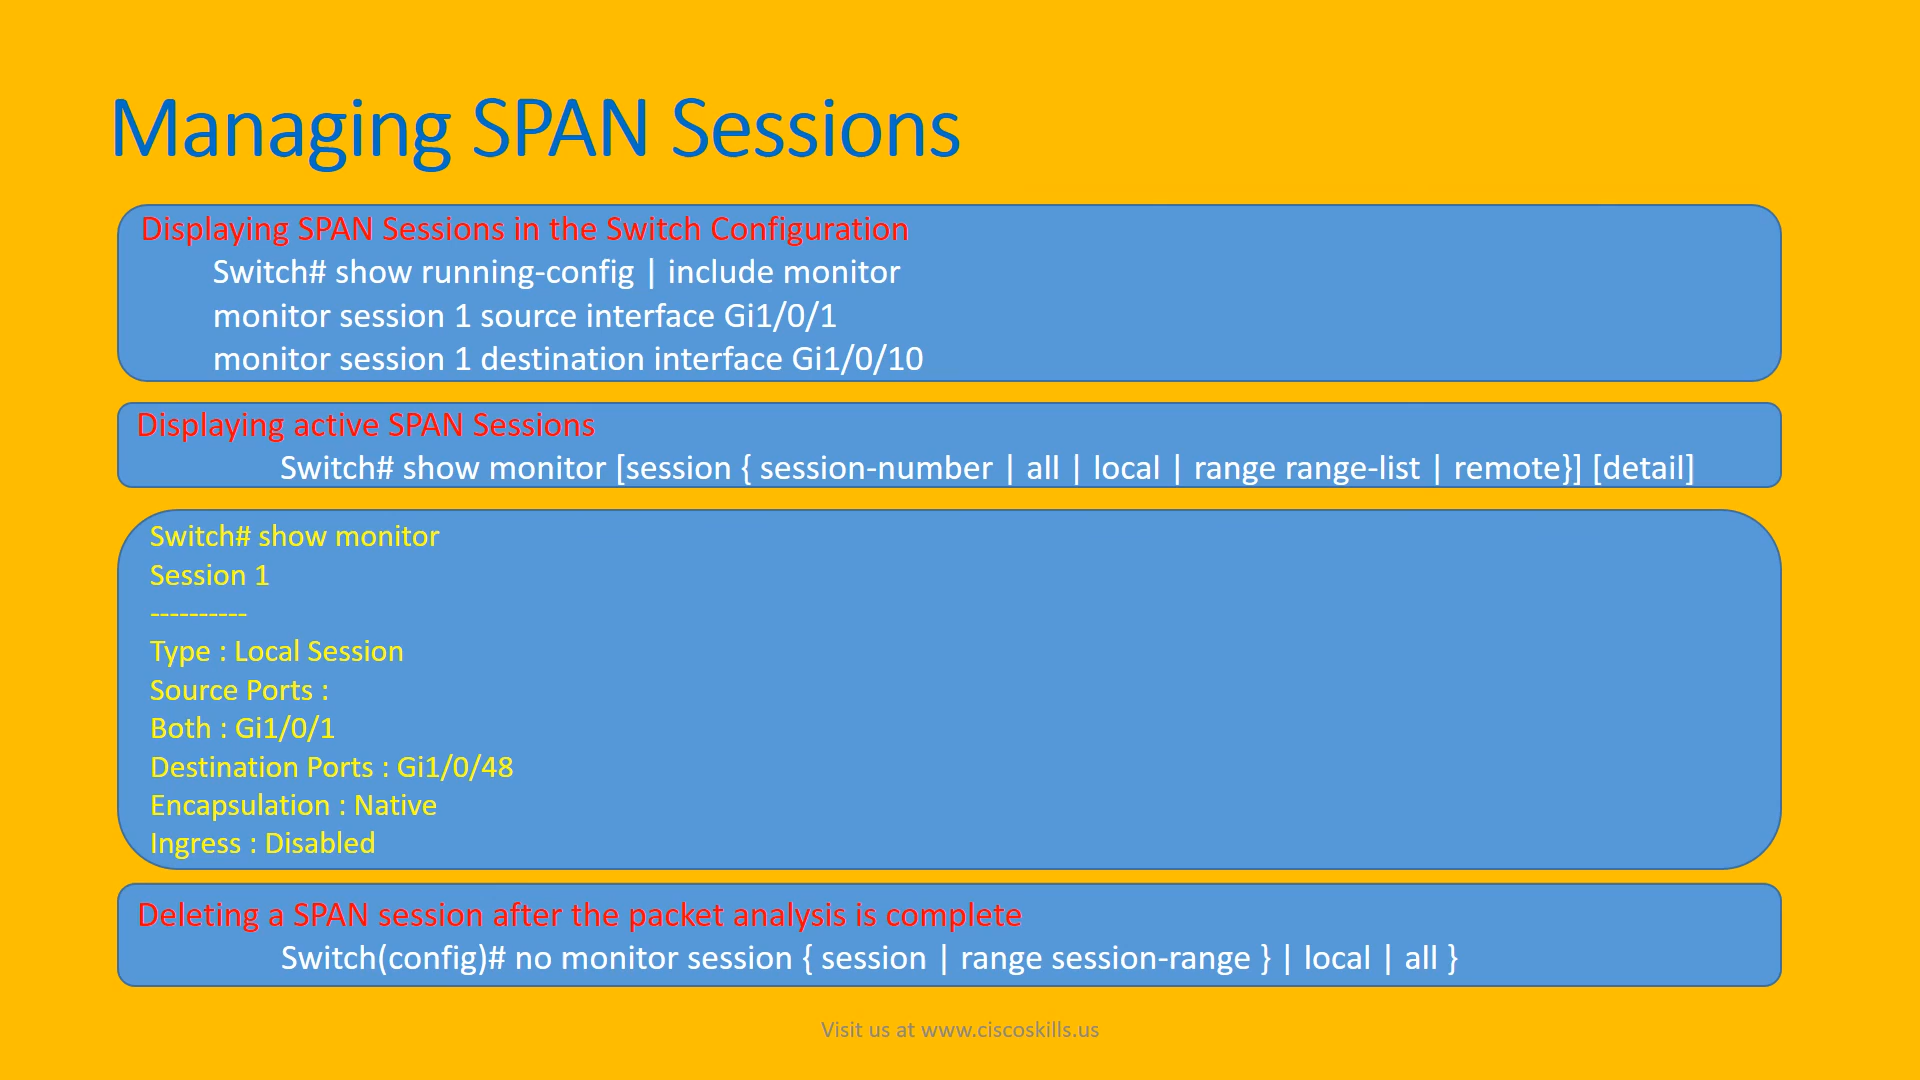 Managing SPAN Sessions
Displaying SPAN Sessions in the Switch Configuration
Switch# show running-config | include monitor
monitor session 1 source interface Gi1/0/1
monitor session 1 destination interface Gi1/0/10
Displaying active SPAN Sessions
Switch# show monitor [session { session-number | all | local | range range-list | remote}] [detail]
Switch# show monitor
Session 1
----------
Type : Local Session
Source Ports :
Both : Gi1/0/1
Destination Ports : Gi1/0/48
Encapsulation : Native
Ingress : Disabled
Deleting a SPAN session after the packet analysis is complete
Switch(config)# no monitor session { session | range session-range } | local | all }
Visit us at www.ciscoskills.us